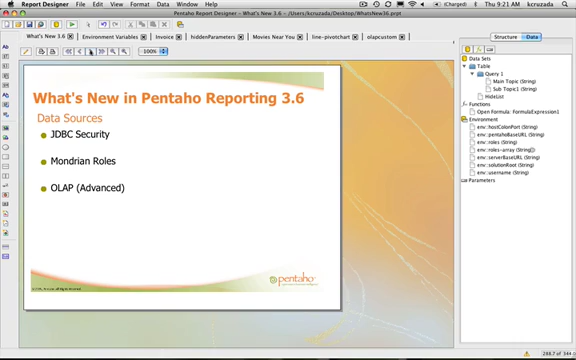 Report Designer File Edit View Format Data Window Help (Charged) Thu 9:21 AM kcruzada
Pentaho Report Designer - /Users/kcruzada/Desktop/WhatsNew36.prpt
What's New 3.6 Environment Variables Invoice hiddenParameters Movies Near You line-pivotchart olapcustom
100%
Structure Data
What's New in Pentaho Reporting 3.6
Data Sources
JDBC Security
Mondrian Roles
OLAP (Advanced)
pentaho
Data Sets
Table
Query 1
Main Topic (String)
Sub Topic1 (String)
HideList
Functions
Open Formula: FormulaExpression1
Environment
env::hostColonPort (String)
env::pentahoBaseURL (String)
env::roles (String)
env::roles-array (String[])
env::serverBaseURL (String)
env::solutionRoot (String)
env::username (String)
Parameters